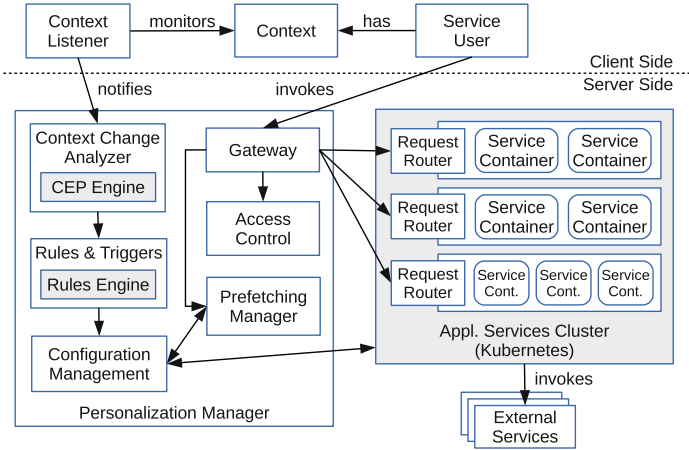 Context
Listener
monitors
Context
has
Service
User
Client Side
Server Side
notifies
invokes
Context Change
Analyzer
CEP Engine
Rules & Triggers
Rules Engine
Configuration
Management
Gateway
Access
Control
Prefetching
Manager
Personalization Manager
Request
Router
Service
Container
Service
Container
Request
Router
Service
Container
Service
Container
Request
Router
Service
Cont.
Service
Cont.
Service
Cont.
Appl. Services Cluster
(Kubernetes)
invokes
External
Services